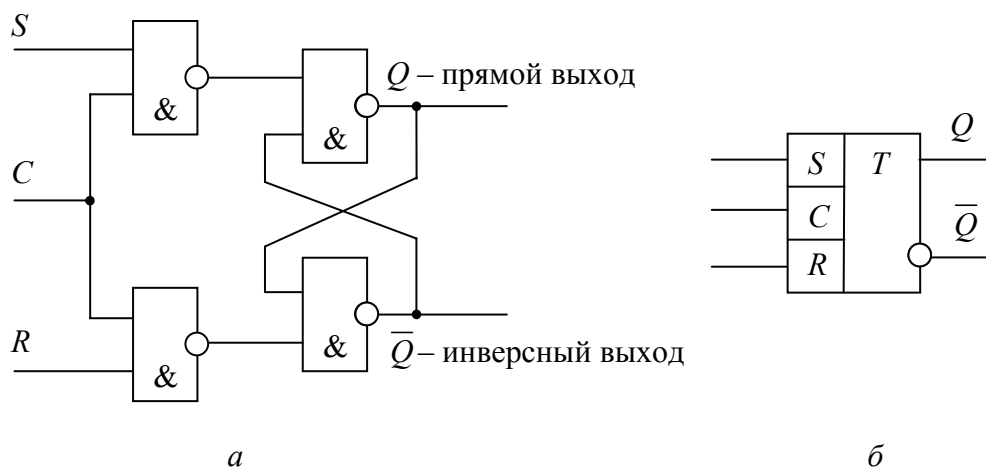 S
&
Q – прямой выход
&
C
Q
S T
C
Q̅
R
R
&
&
Q̅ – инверсный выход
а
б